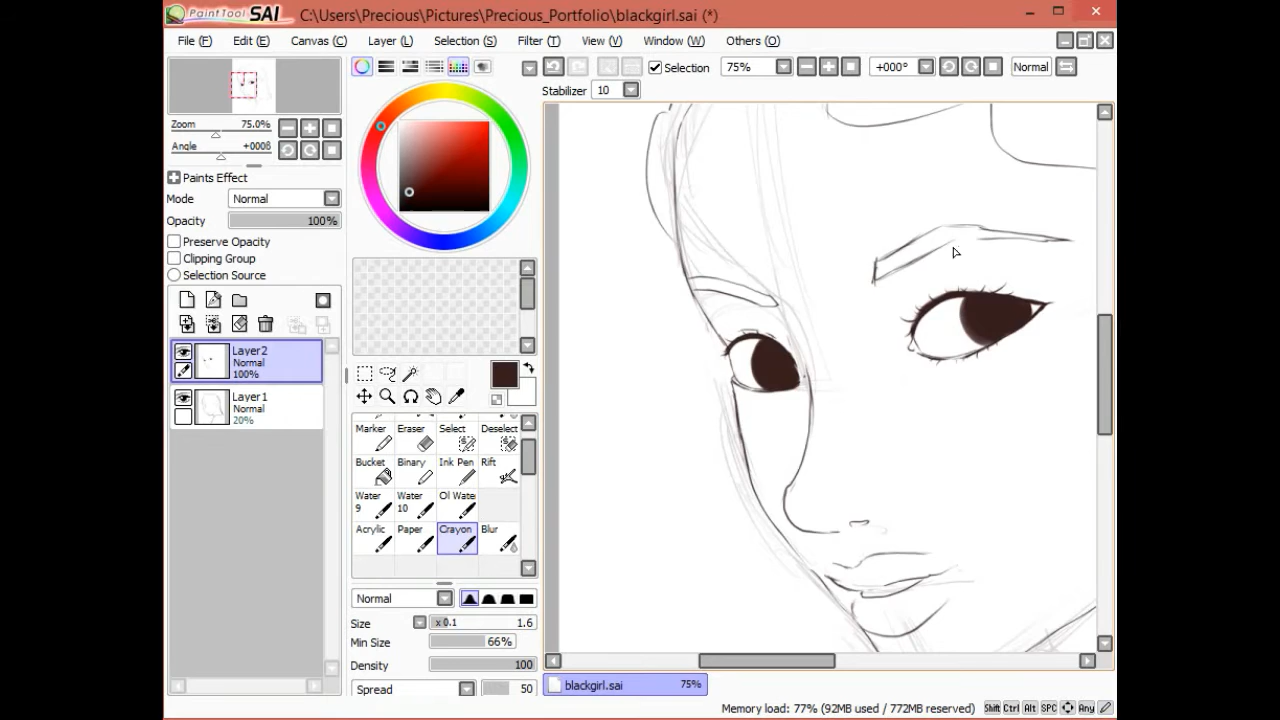 PaintTool SAI C:\Users\Precious\Pictures\Precious_Portfolio\blackgirl.sai (*)
File (F) Edit (E) Canvas (C) Layer (L) Selection (S) Filter (T) View (V) Window (W) Others (O)
Selection 75% +000° Normal
Stabilizer 10
Zoom 75.0%
Angle +000ß
Paints Effect
Mode Normal
Opacity 100%
Preserve Opacity
Clipping Group
Selection Source
Layer2
Normal
100%
Layer1
Normal
20%
Marker Eraser Select Deselect
Bucket Binary Ink Pen Rift
Water 9 Water 10 Ol Wate
Acrylic Paper Crayon Blur
Normal
Size x 0.1 1.6
Min Size 66%
Density 100
Spread 50
blackgirl.sai 75%
Memory load: 77% (92MB used / 772MB reserved) Shift Ctrl Alt SPC Any